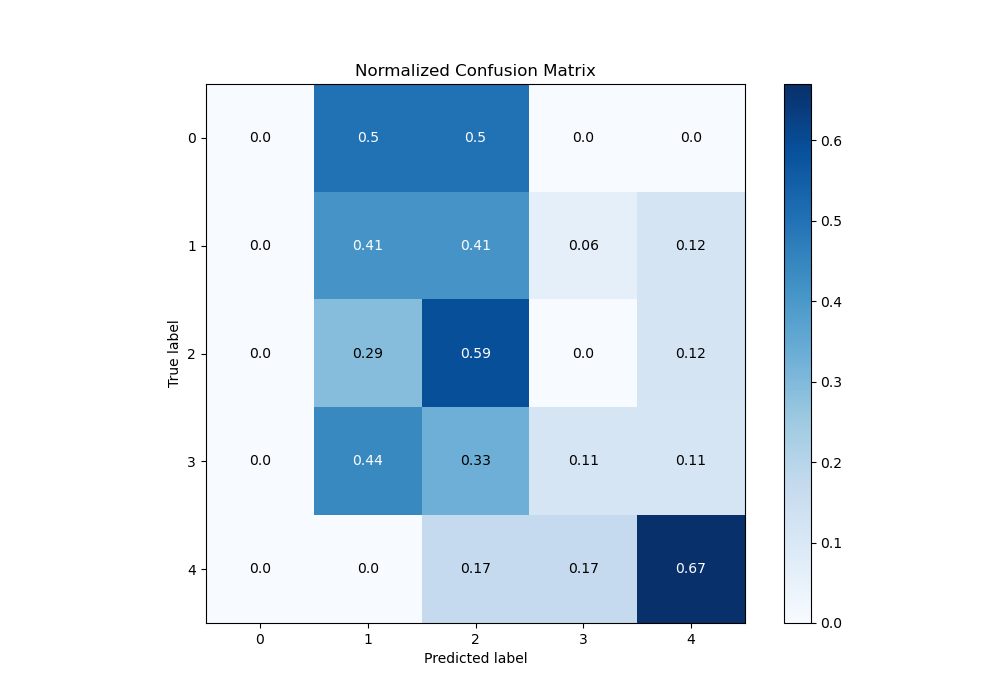 Normalized Confusion Matrix
0 0.0 0.5 0.5 0.0 0.0
1 0.0 0.41 0.41 0.06 0.12
2 0.0 0.29 0.59 0.0 0.12
3 0.0 0.44 0.33 0.11 0.11
4 0.0 0.0 0.17 0.17 0.67
0 1 2 3 4
Predicted label
True label
0.6
0.5
0.4
0.3
0.2
0.1
0.0